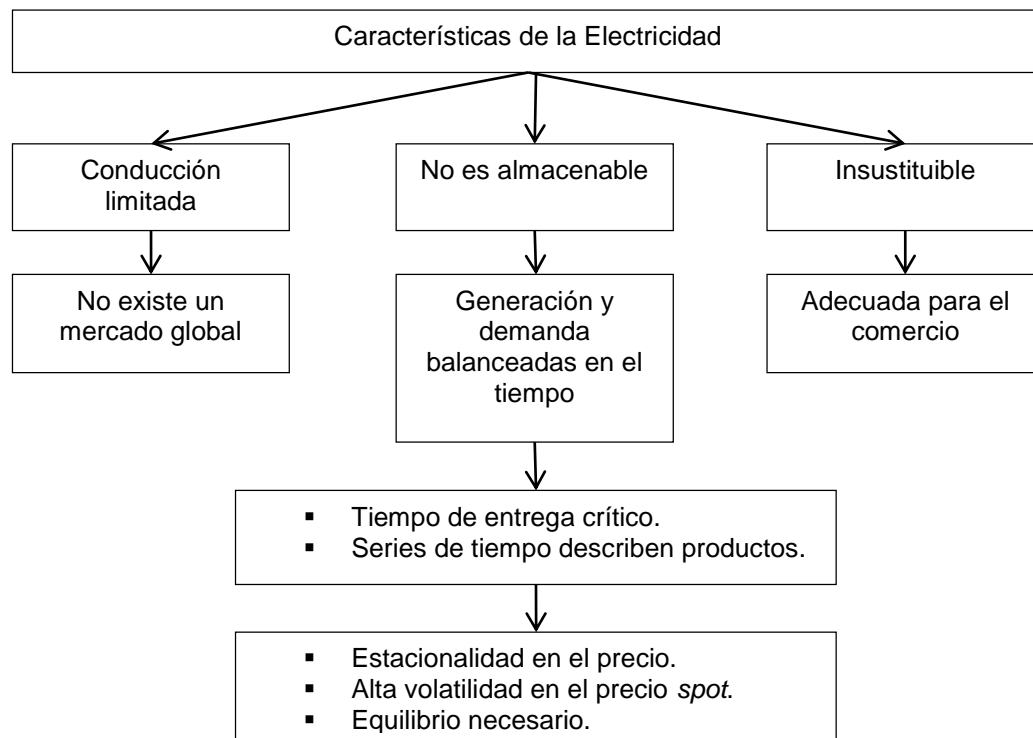 Características de la Electricidad
Conducción
limitada
No es almacenable
Insustituible
No existe un
mercado global
Generación y
demanda
balanceadas en el
tiempo
Adecuada para el
comercio
▪ Tiempo de entrega crítico.
▪ Series de tiempo describen productos.
▪ Estacionalidad en el precio.
▪ Alta volatilidad en el precio spot.
▪ Equilibrio necesario.